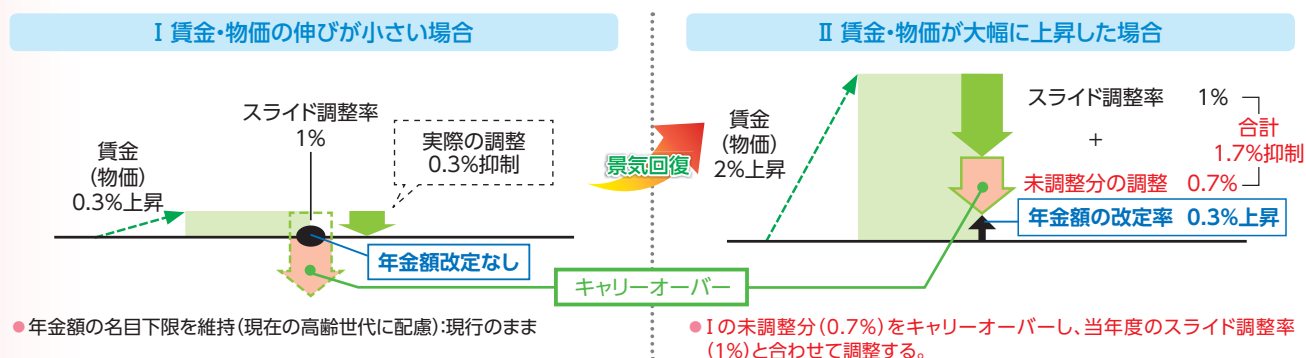 Ⅰ 賃金・物価の伸びが小さい場合
スライド調整率
1%
実際の調整
0.3%抑制
賃金
(物価)
0.3%上昇
年金額改定なし
●年金額の名目下限を維持(現在の高齢世代に配慮):現行のまま
景気回復
キャリーオーバー
Ⅱ 賃金・物価が大幅に上昇した場合
賃金
(物価)
2%上昇
スライド調整率 1%
+
合計
1.7%抑制
未調整分の調整 0.7%
年金額の改定率 0.3%上昇
●Ⅰの未調整分(0.7%)をキャリーオーバーし、当年度のスライド調整率
(1%)と合わせて調整する。